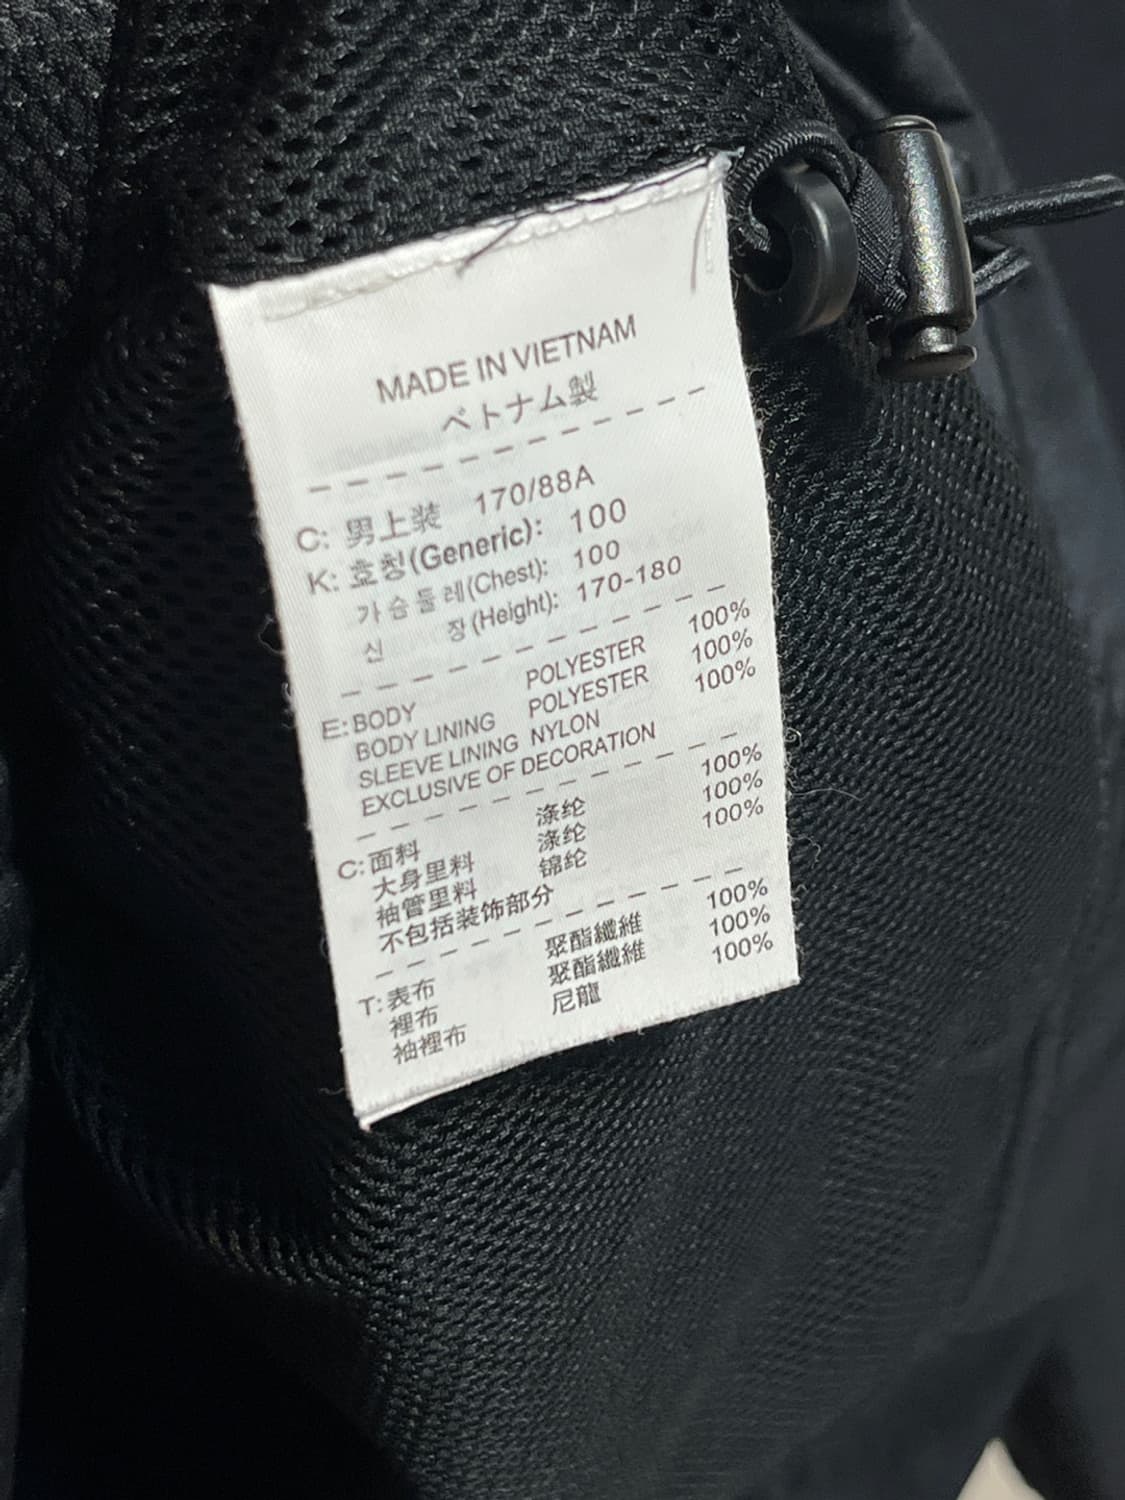 MADE IN VIETNAM
ベトナム製
C: 男上装 170/88A
K: 호칭(Generic): 100
가슴둘레(Chest): 100
신 장(Height): 170-180
E: BODY POLYESTER 100%
BODY LINING POLYESTER 100%
SLEEVE LINING NYLON 100%
EXCLUSIVE OF DECORATION
C: 面料 涤纶 100%
大身里料 涤纶 100%
袖管里料 锦纶 100%
不包括装饰部分
T: 表布 聚酯纖維 100%
裡布 聚酯纖維 100%
袖裡布 尼龍 100%